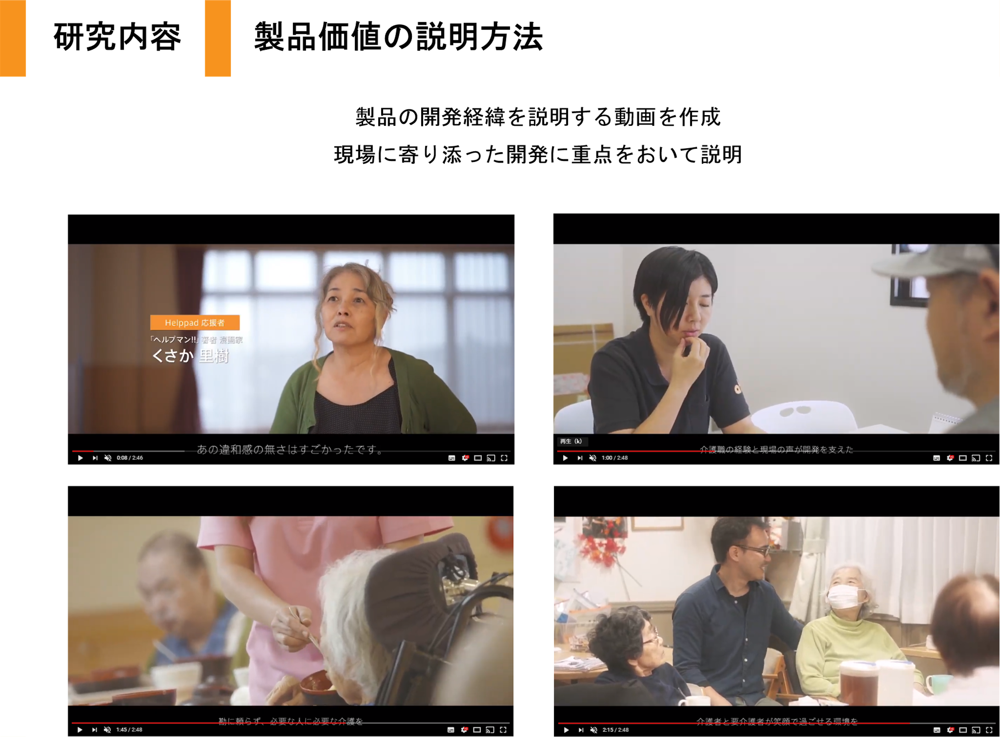 研究内容
製品価値の説明方法
製品の開発経緯を説明する動画を作成
現場に寄り添った開発に重点をおいて説明
Helppad 応援者
「ヘルプマン!!」著者 漫画家
くさか 里樹
あの違和感の無さはすごかったです。
0:08 / 2:46
再生 (k)
介護職の経験と現場の声が開発を支えた
1:00 / 2:48
勘に頼らず、必要な人に必要な介護を
1:45 / 2:48
介護者と要介護者が笑顔で過ごせる環境を
2:15 / 2:48